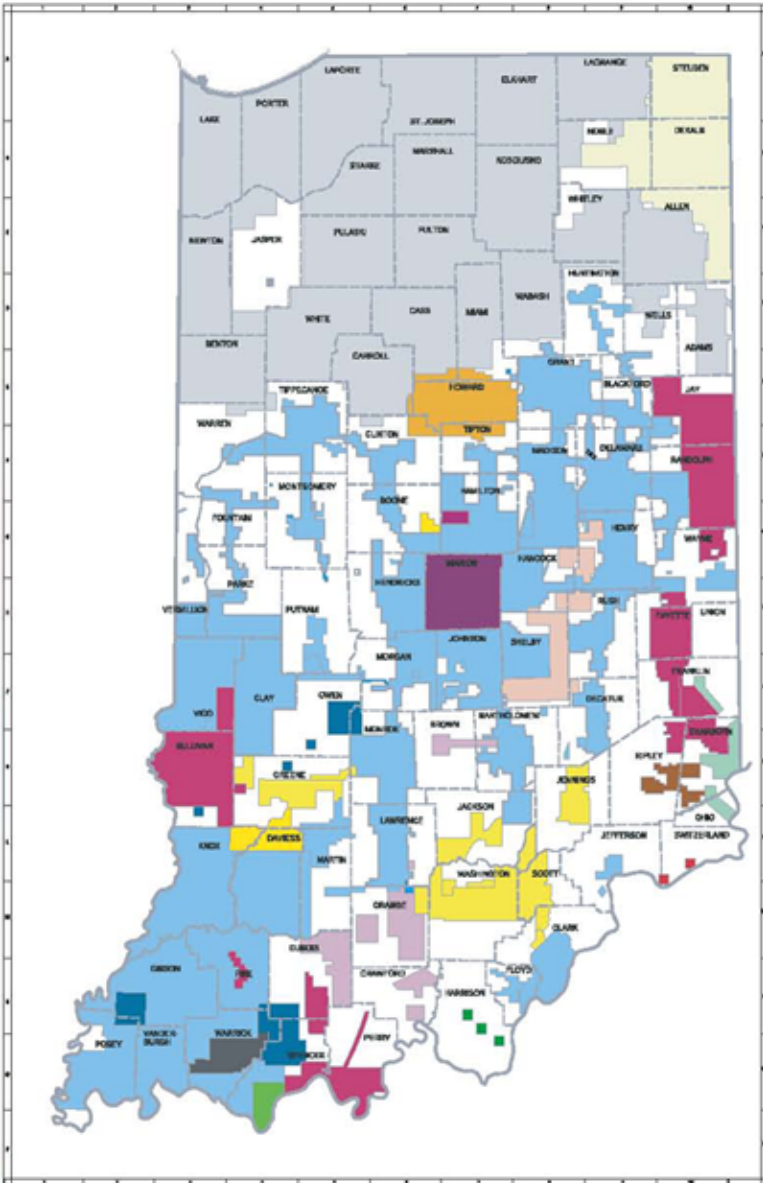 LAGRANGE
STEUBEN
LAPORTE
ELKHART
PORTER
LAKE
ST. JOSEPH
NOBLE
DEKALB
MARSHALL
KOSCIUSKO
STARKE
WHITLEY
ALLEN
NEWTON
JASPER
PULASKI
FULTON
HUNTINGTON
WABASH
WHITE
CASS
MIAMI
WELLS
ADAMS
BENTON
CARROLL
GRANT
HOWARD
BLACKFORD
JAY
TIPPECANOE
WARREN
CLINTON
TIPTON
MADISON
DELAWARE
RANDOLPH
MONTGOMERY
BOONE
HAMILTON
FOUNTAIN
HENRY
WAYNE
HANCOCK
MARION
HENDRICKS
PARKE
RUSH
VERMILLION
PUTNAM
FAYETTE
UNION
JOHNSON
SHELBY
MORGAN
FRANKLIN
CLAY
OWEN
DECATUR
VIGO
BARTHOLOMEW
MONROE
BROWN
DEARBORN
SULLIVAN
RIPLEY
GREENE
JENNINGS
JACKSON
OHIO
LAWRENCE
JEFFERSON
SWITZERLAND
KNOX
DAVIESS
MARTIN
WASHINGTON
SCOTT
ORANGE
CLARK
DUBOIS
GIBSON
PIKE
CRAWFORD
FLOYD
HARRISON
WARRICK
VANDER-
BURGH
POSEY
PERRY
SPENCER